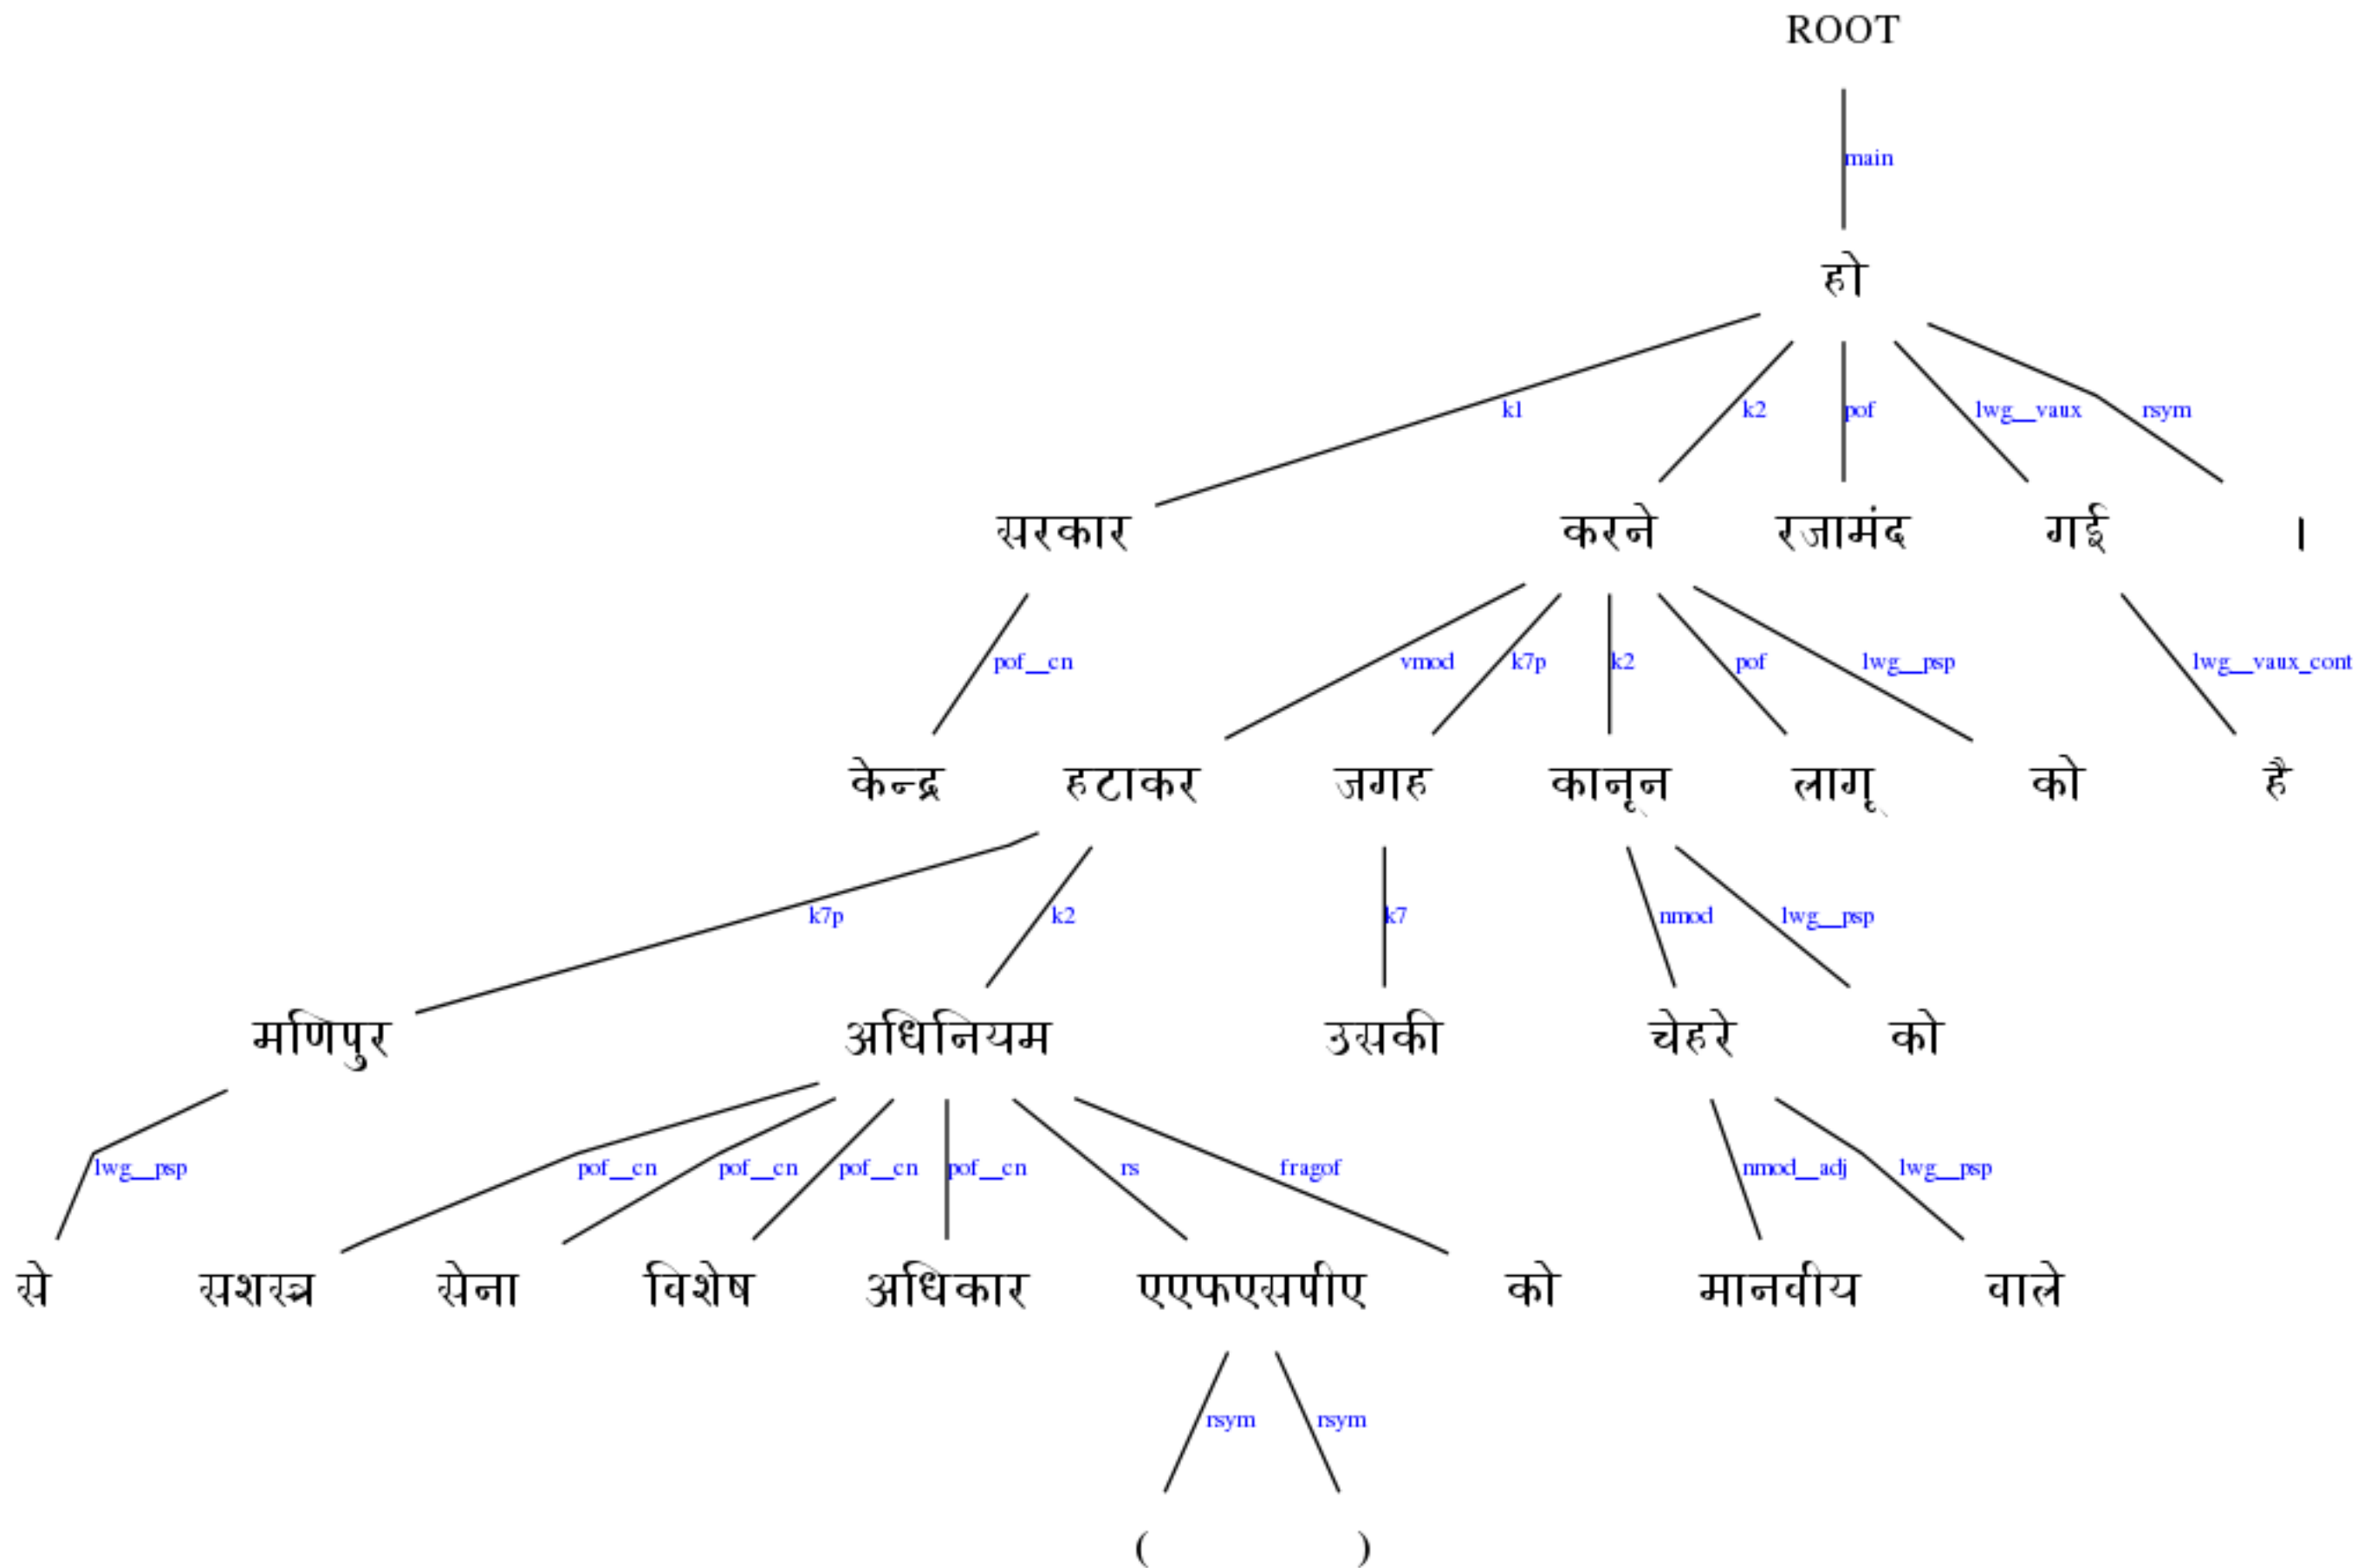 ROOT
main
हो
k1 k2 pof lwg__vaux rsym
सरकार करने रजामंद गई ।
pof__cn vmod k7p k2 pof lwg__psp lwg__vaux_cont
केन्द्र हटाकर जगह कानून लागू को है
k7p k2 k7 nmod lwg__psp
मणिपुर अधिनियम उसकी चेहरे को
lwg__psp pof__cn pof__cn pof__cn pof__cn rs fragof nmod__adj lwg__psp
से सशस्त्र सेना विशेष अधिकार एएफएसपीए को मानवीय वाले
rsym rsym
( )